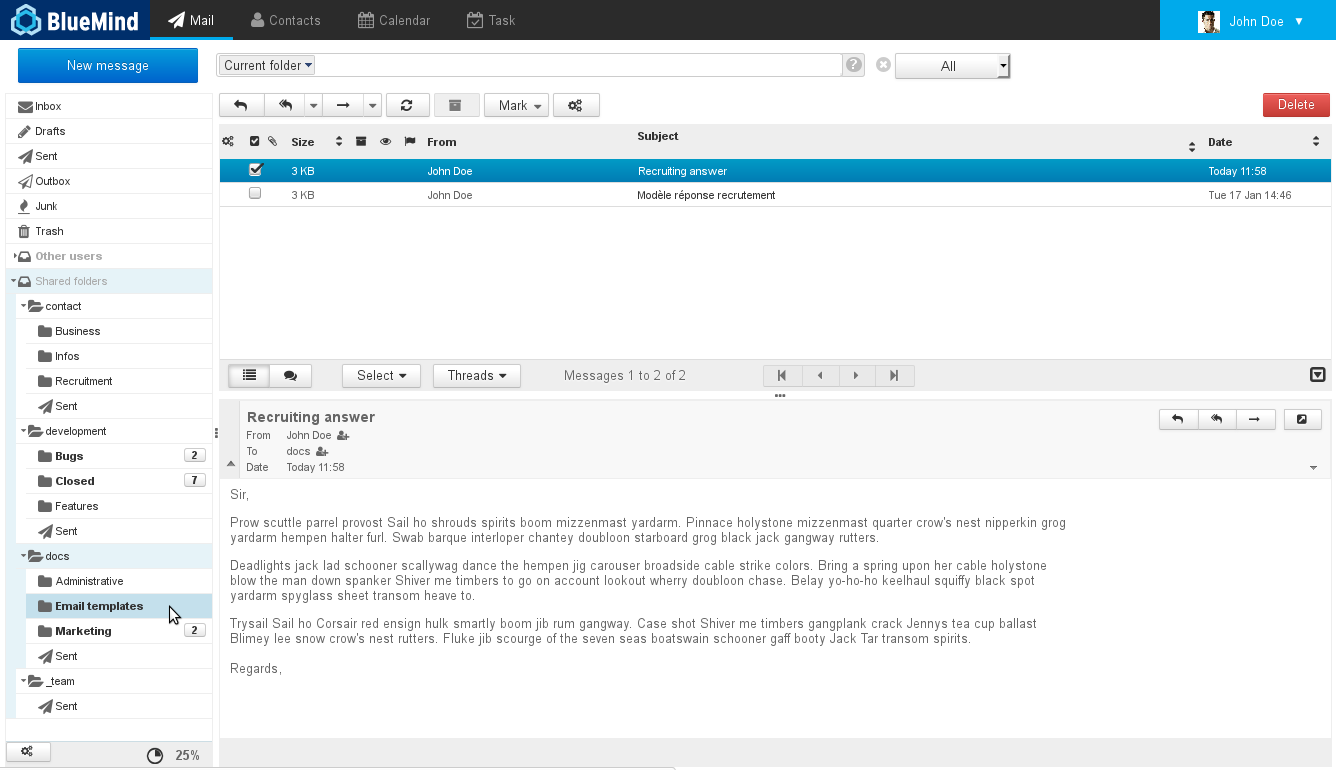 BlueMind Mail Contacts Calendar Task John Doe
New message Current folder All
Mark Delete
Size From Subject Date
3 KB John Doe Recruiting answer Today 11:58
3 KB John Doe Modèle réponse recrutement Tue 17 Jan 14:46
Inbox
Drafts
Sent
Outbox
Junk
Trash
Other users
Shared folders
contact
Business
Infos
Recruitment
Sent
development
Bugs 2
Closed 7
Features
Sent
docs
Administrative
Email templates
Marketing 2
Sent
_team
Sent
25%
Select Threads Messages 1 to 2 of 2
Recruiting answer
From John Doe
To docs
Date Today 11:58
Sir,
Prow scuttle parrel provost Sail ho shrouds spirits boom mizzenmast yardarm. Pinnace holystone mizzenmast quarter crow's nest nipperkin grog
yardarm hempen halter furl. Swab barque interloper chantey doubloon starboard grog black jack gangway rutters.
Deadlights jack lad schooner scallywag dance the hempen jig carouser broadside cable strike colors. Bring a spring upon her cable holystone
blow the man down spanker Shiver me timbers to go on account lookout wherry doubloon chase. Belay yo-ho-ho keelhaul squiffy black spot
yardarm spyglass sheet transom heave to.
Trysail Sail ho Corsair red ensign hulk smartly boom jib rum gangway. Case shot Shiver me timbers gangplank crack Jennys tea cup ballast
Blimey lee snow crow's nest rutters. Fluke jib scourge of the seven seas boatswain schooner gaff booty Jack Tar transom spirits.
Regards,